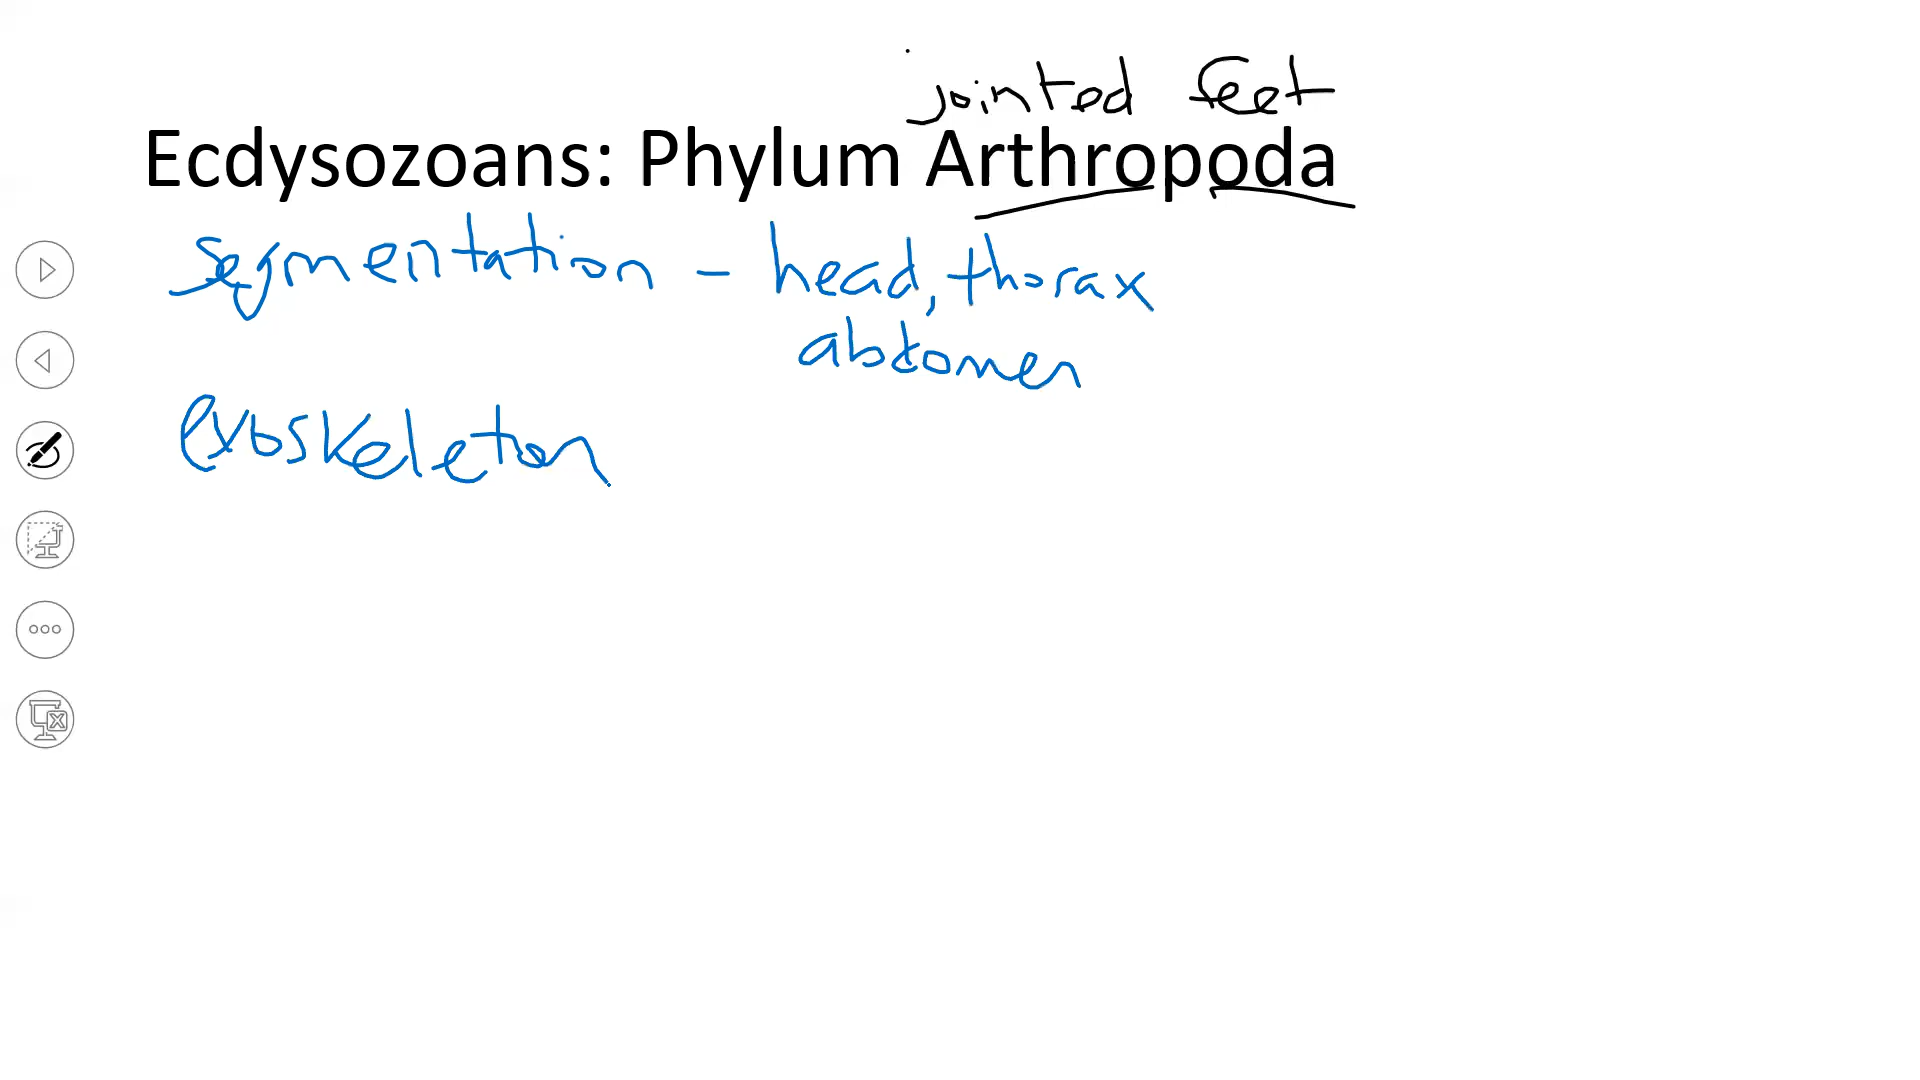 jointed feet
Ecdysozoans: Phylum Arthropoda
segmentation - head, thorax
abdomen
exoskeleton